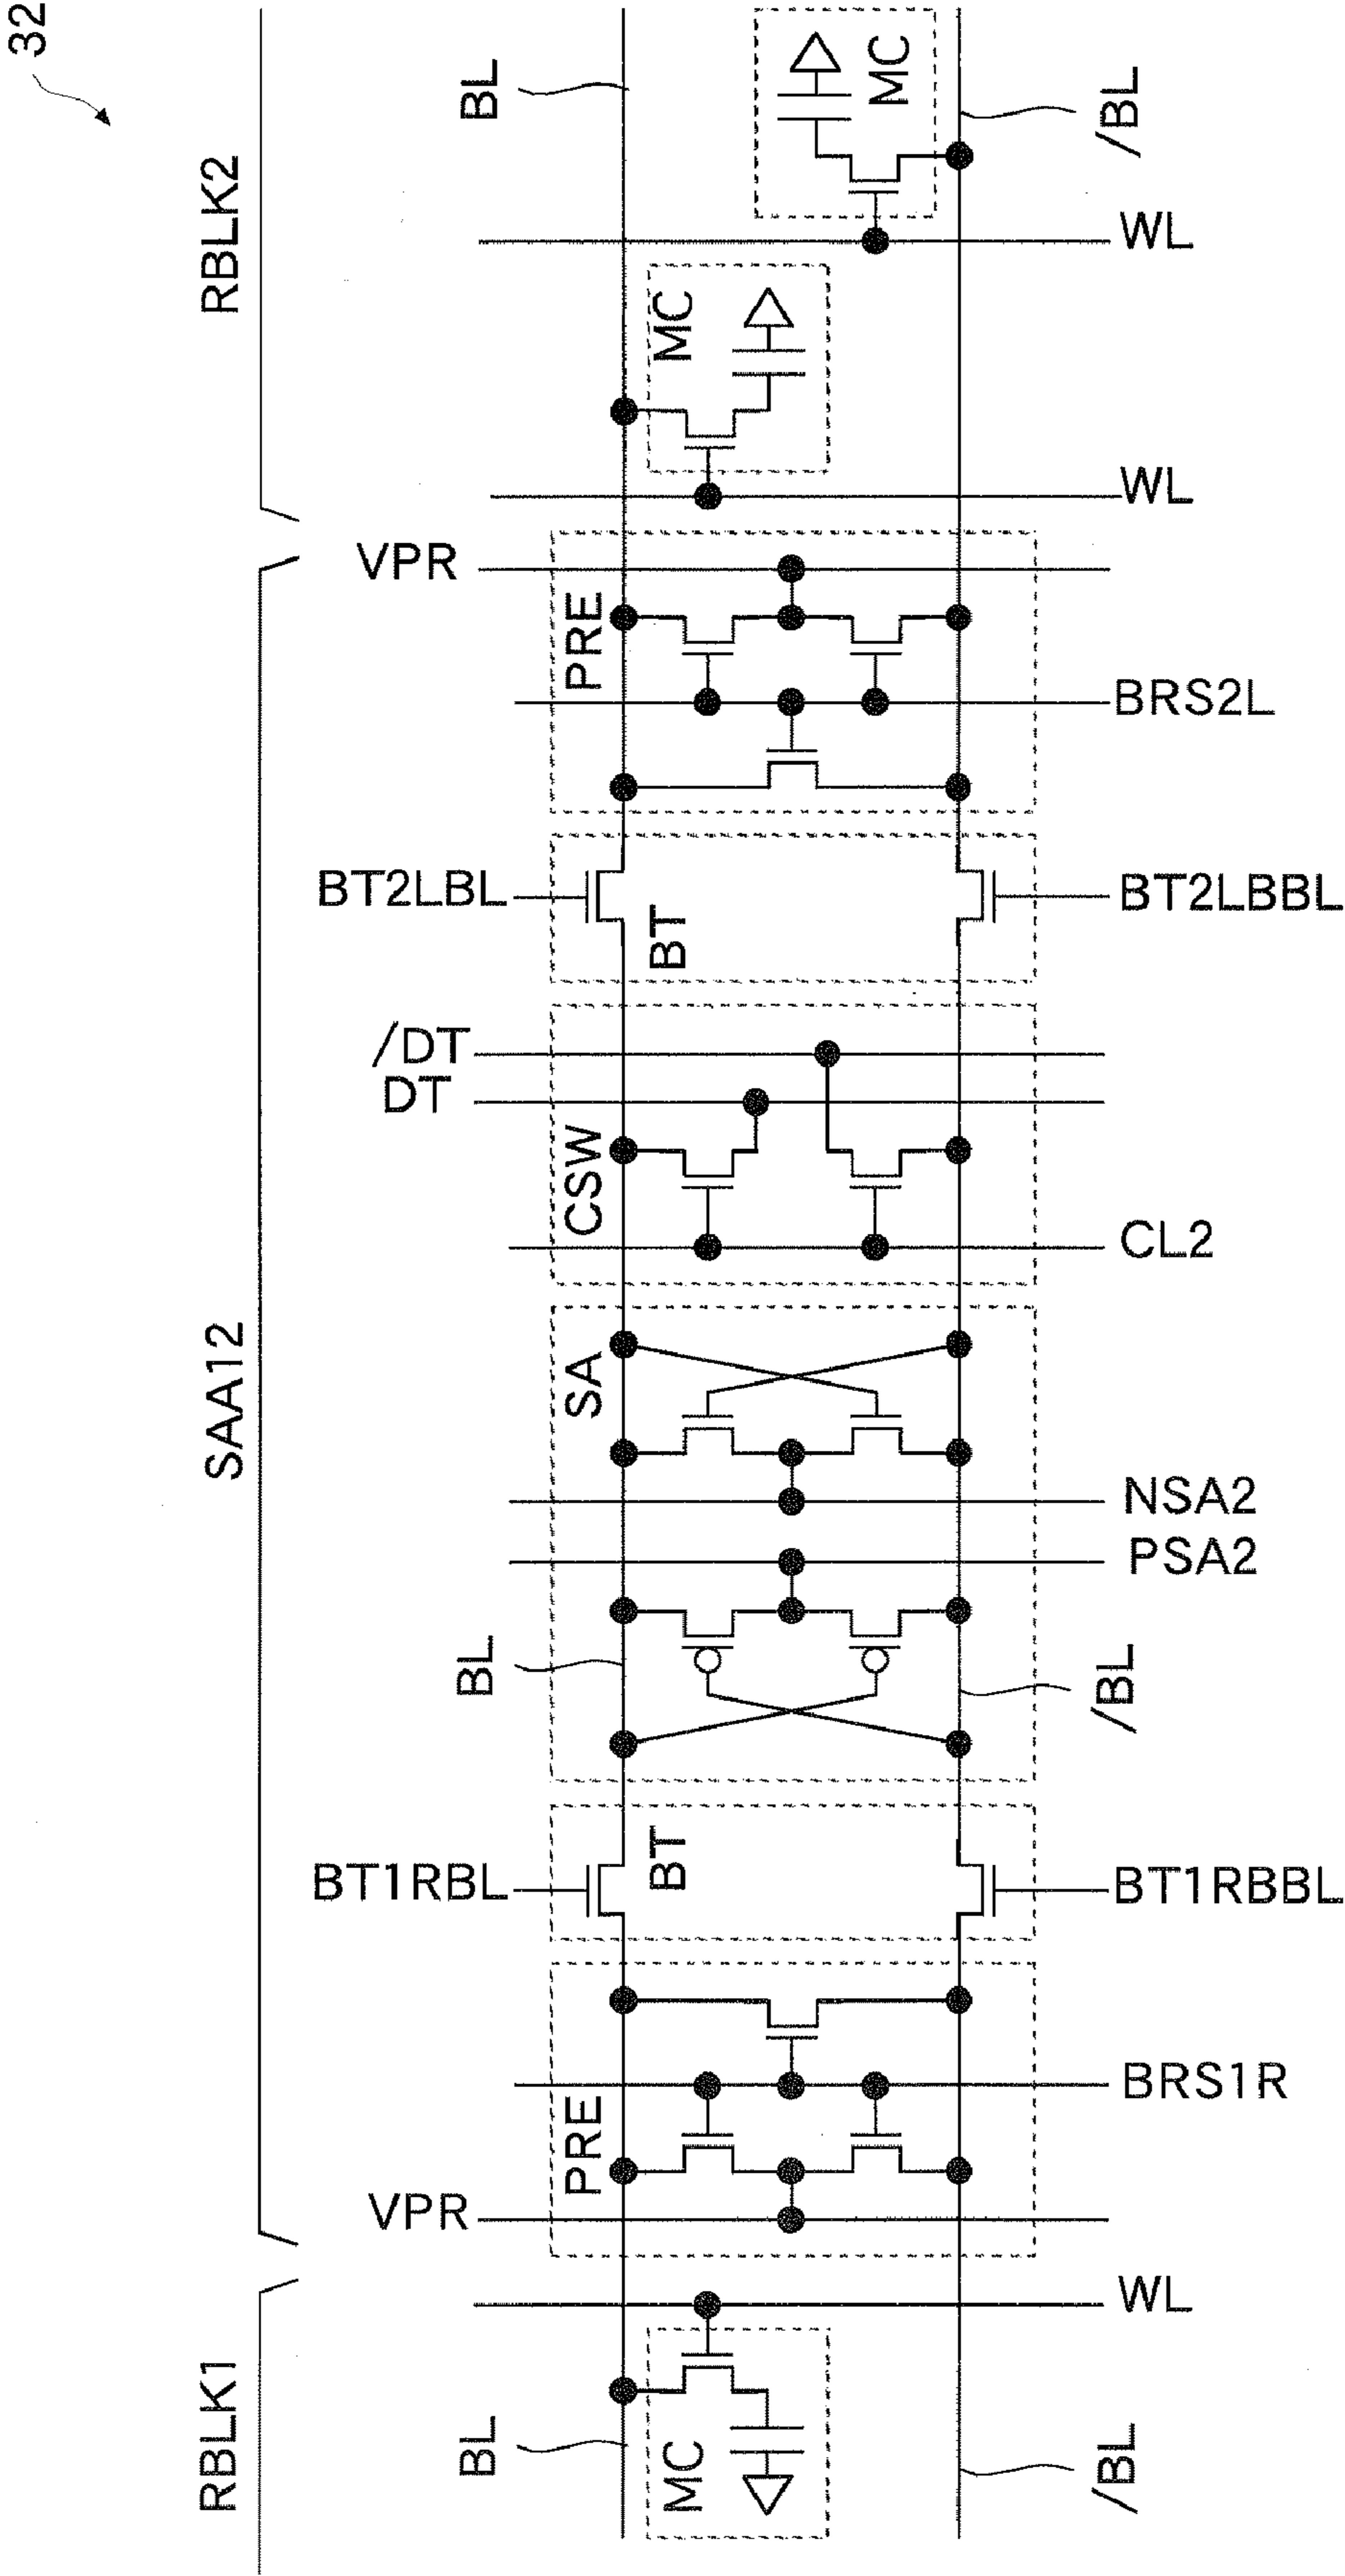 32
RBLK1
SAA12
RBLK2
BL
VPR
BT1RBL
BL
DT
/DT
BT2LBL
VPR
BL
MC
PRE
BT
SA
CSW
BT
PRE
MC
MC
/BL
WL
BRS1R
BT1RBBL
/BL
PSA2
NSA2
CL2
BT2LBBL
BRS2L
WL
WL
/BL